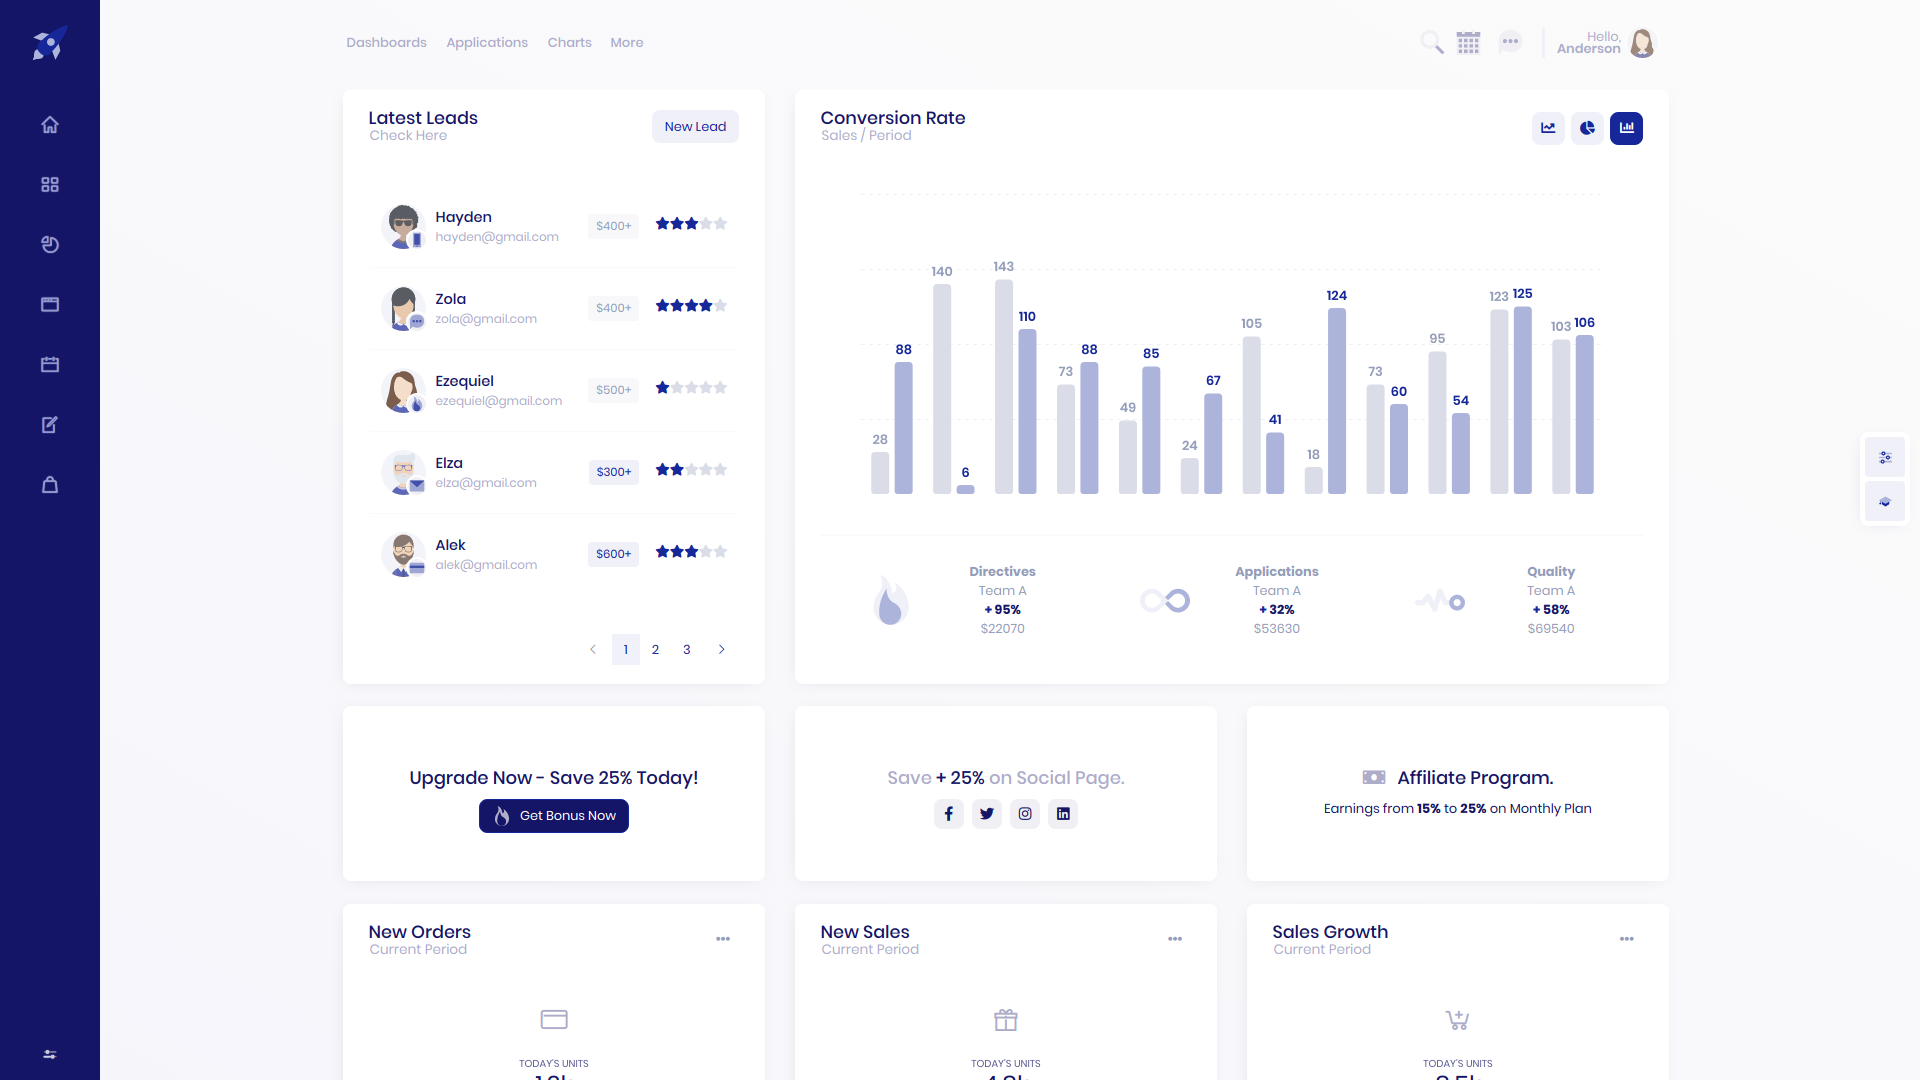 Dashboards Applications Charts More
Hello,
Anderson
Latest Leads
Check Here
New Lead
Hayden
hayden@gmail.com
$400+
Zola
zola@gmail.com
$400+
Ezequiel
ezequiel@gmail.com
$500+
Elza
elza@gmail.com
$300+
Alek
alek@gmail.com
$600+
1 2 3
Conversion Rate
Sales / Period
28 88 140 6 143 110 73 88 49 85 24 67 105 41 18 124 73 60 95 54 123 125 103 106
Directives
Team A
+ 95%
$22070
Applications
Team A
+ 32%
$53630
Quality
Team A
+ 58%
$69540
Upgrade Now - Save 25% Today!
Get Bonus Now
Save + 25% on Social Page.
Affiliate Program.
Earnings from 15% to 25% on Monthly Plan
New Orders
Current Period
TODAY'S UNITS
New Sales
Current Period
TODAY'S UNITS
Sales Growth
Current Period
TODAY'S UNITS